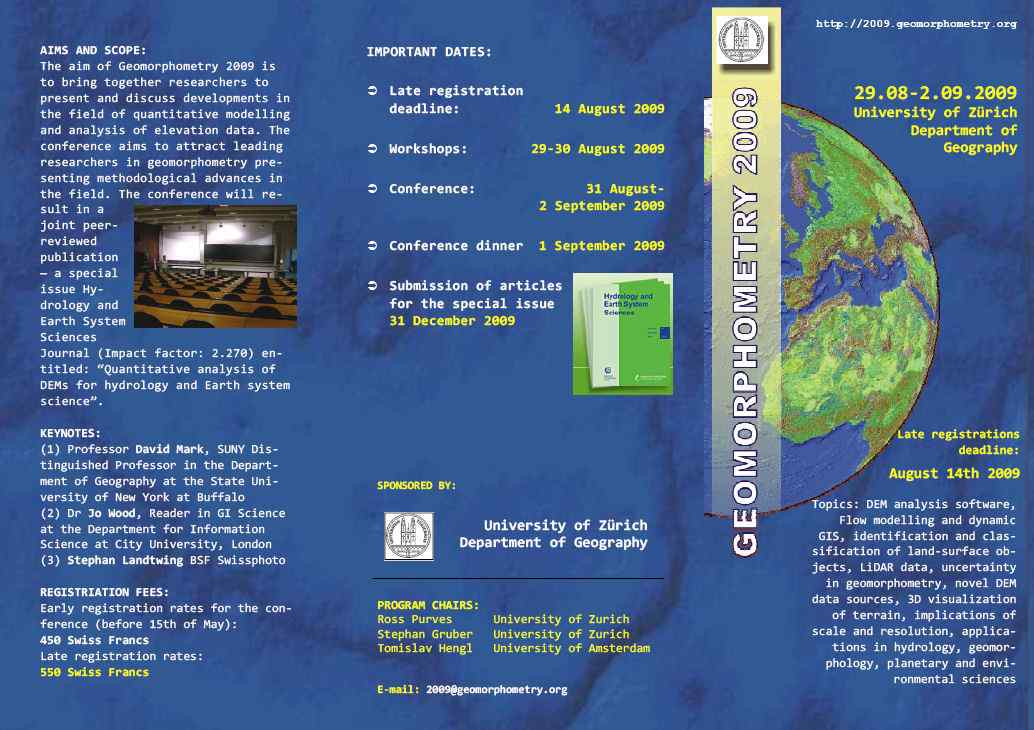 AIMS AND SCOPE:
The aim of Geomorphometry 2009 is
to bring together researchers to
present and discuss developments in
the field of quantitative modelling
and analysis of elevation data. The
conference aims to attract leading
researchers in geomorphometry pre-
senting methodological advances in
the field. The conference will re-
sult in a
joint peer-
reviewed
publication
— a special
issue Hy-
drology and
Earth System
Sciences
Journal (Impact factor: 2.270) en-
titled: “Quantitative analysis of
DEMs for hydrology and Earth system
science”.
KEYNOTES:
(1) Professor David Mark, SUNY Dis-
tinguished Professor in the Depart-
ment of Geography at the State Uni-
versity of New York at Buffalo
(2) Dr Jo Wood, Reader in GI Science
at the Department for Information
Science at City University, London
(3) Stephan Landtwing BSF Swissphoto
REGISTRIATION FEES:
Early registration rates for the con-
ference (before 15th of May):
450 Swiss Francs
Late registration rates:
550 Swiss Francs
IMPORTANT DATES:
Late registration
deadline: 14 August 2009
Workshops: 29-30 August 2009
Conference: 31 August-
2 September 2009
Conference dinner 1 September 2009
Submission of articles
for the special issue
31 December 2009
Hydrology and
Earth System
Sciences
SPONSORED BY:
University of Zürich
Department of Geography
PROGRAM CHAIRS:
Ross Purves University of Zurich
Stephan Gruber University of Zurich
Tomislav Hengl University of Amsterdam
E-mail: 2009@geomorphometry.org
GEOMORPHOMETRY 2009
http://2009.geomorphometry.org
29.08-2.09.2009
University of Zürich
Department of
Geography
Late registrations
deadline:
August 14th 2009
Topics: DEM analysis software,
Flow modelling and dynamic
GIS, identification and clas-
sification of land-surface ob-
jects, LiDAR data, uncertainty
in geomorphometry, novel DEM
data sources, 3D visualization
of terrain, implications of
scale and resolution, applica-
tions in hydrology, geomor-
phology, planetary and envi-
ronmental sciences